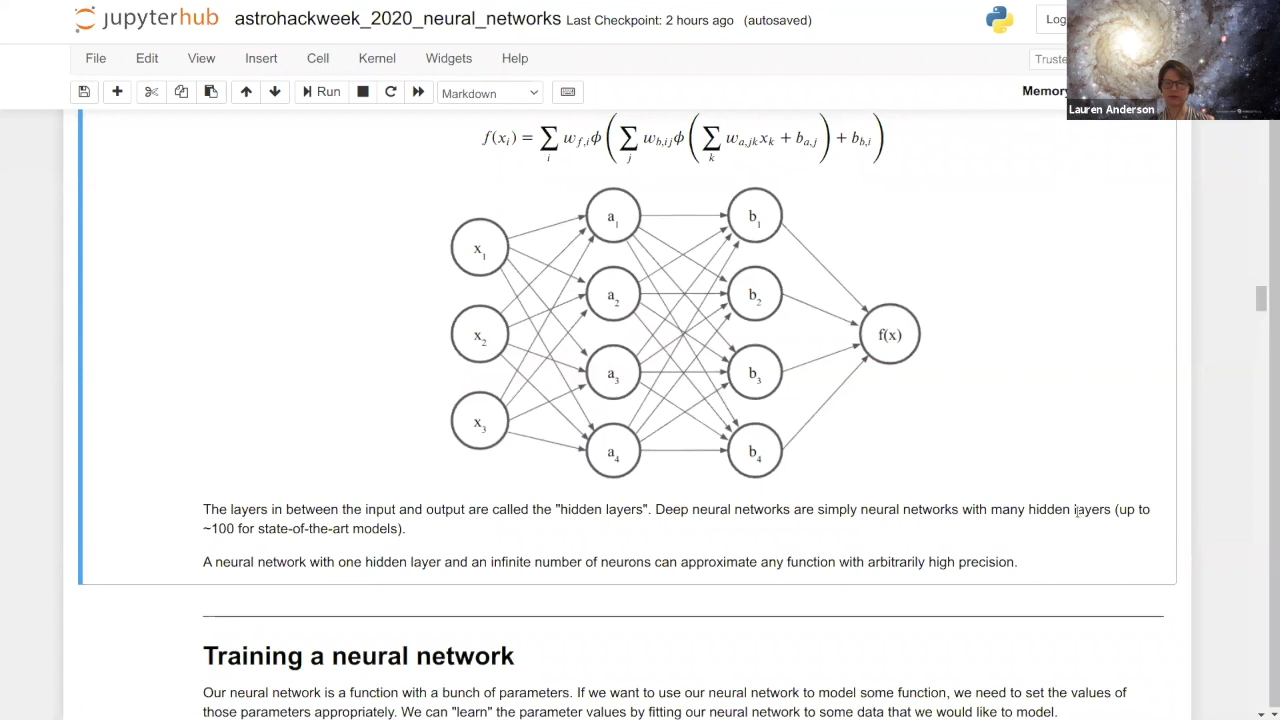 jupyterhub astrohackweek_2020_neural_networks Last Checkpoint: 2 hours ago (autosaved)
File Edit View Insert Cell Kernel Widgets Help
Run Markdown
Lauren Anderson
f(x_i) = ∑_i w_{f,i}ϕ(∑_j w_{b,ij}ϕ(∑_k w_{a,jk}x_k + b_{a,j}) + b_{b,i})
a1 b1
x1
a2 b2
x2 f(x)
a3 b3
x3
a4 b4
The layers in between the input and output are called the "hidden layers". Deep neural networks are simply neural networks with many hidden layers (up to
~100 for state-of-the-art models).
A neural network with one hidden layer and an infinite number of neurons can approximate any function with arbitrarily high precision.
Training a neural network
Our neural network is a function with a bunch of parameters. If we want to use our neural network to model some function, we need to set the values of
those parameters appropriately. We can "learn" the parameter values by fitting our neural network to some data that we would like to model.